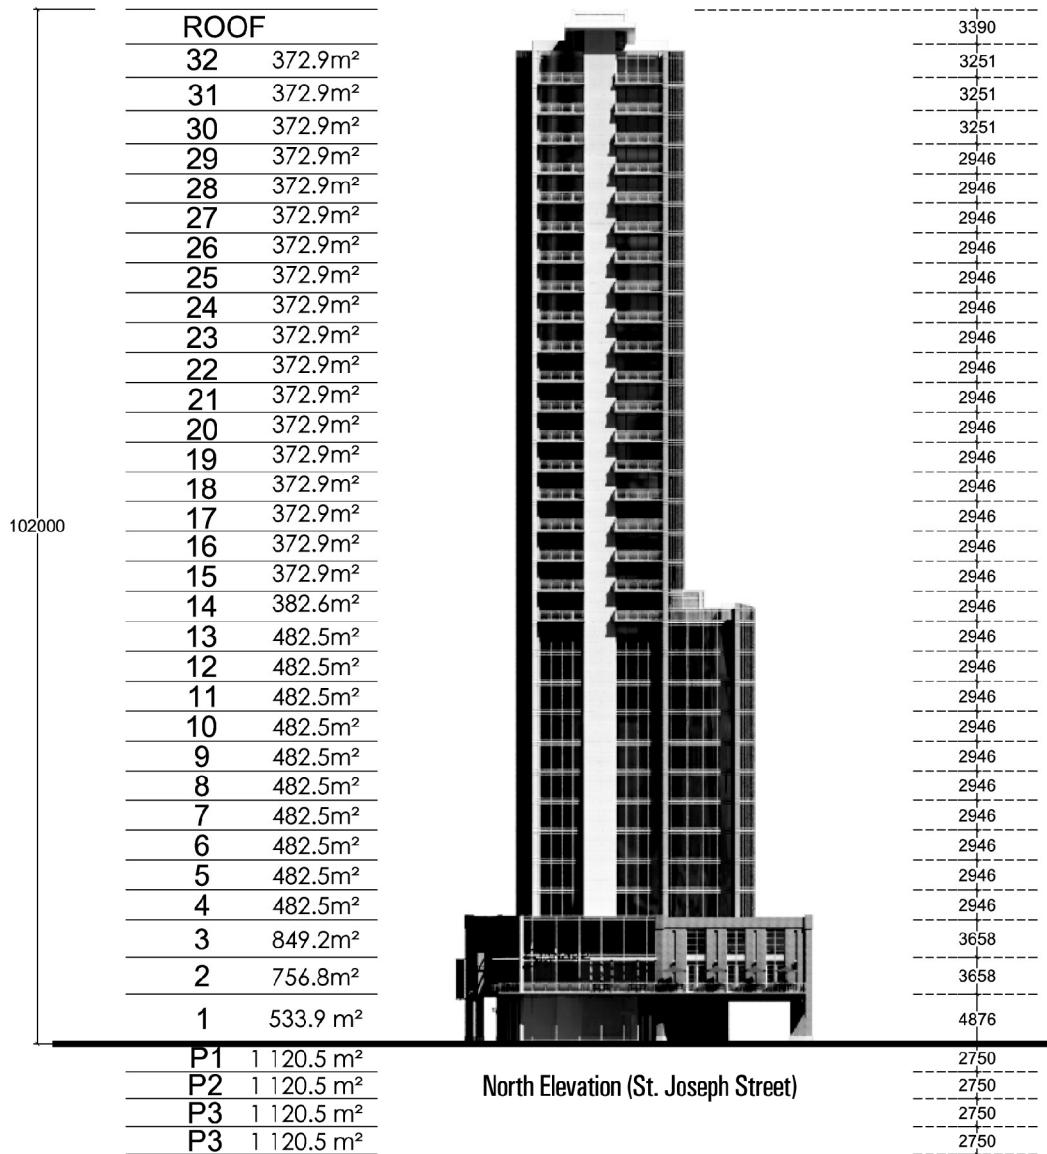 ROOF 3390
32 372.9m² 3251
31 372.9m² 3251
30 372.9m² 3251
29 372.9m² 2946
28 372.9m² 2946
27 372.9m² 2946
26 372.9m² 2946
25 372.9m² 2946
24 372.9m² 2946
23 372.9m² 2946
22 372.9m² 2946
21 372.9m² 2946
20 372.9m² 2946
19 372.9m² 2946
18 372.9m² 2946
17 372.9m² 2946
102000
16 372.9m² 2946
15 372.9m² 2946
14 382.6m² 2946
13 482.5m² 2946
12 482.5m² 2946
11 482.5m² 2946
10 482.5m² 2946
9 482.5m² 2946
8 482.5m² 2946
7 482.5m² 2946
6 482.5m² 2946
5 482.5m² 2946
4 482.5m² 2946
3 849.2m² 3658
2 756.8m² 3658
1 533.9 m² 4876
P1 1 120.5 m² 2750
P2 1 120.5 m² 2750
P3 1 120.5 m² 2750
P3 1 120.5 m² 2750
North Elevation (St. Joseph Street)